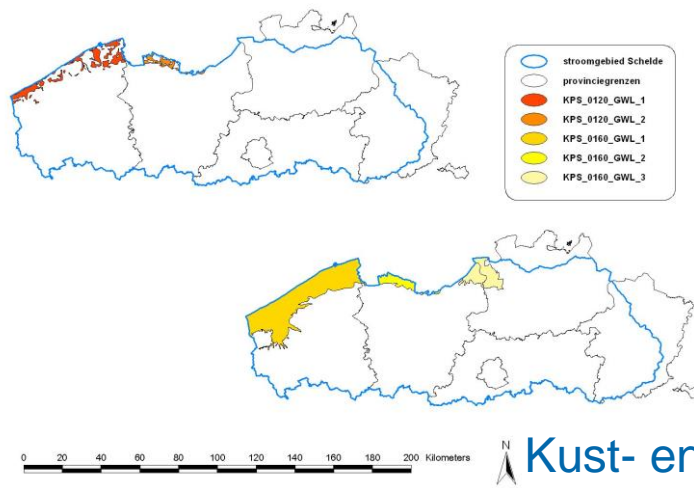 stroomgebied Schelde
provinciegrenzen
KPS_0120_GWL_1
KPS_0120_GWL_2
KPS_0160_GWL_1
KPS_0160_GWL_2
KPS_0160_GWL_3
0 20 40 60 80 100 120 140 160 180 200 Kilometers
N
Kust- en